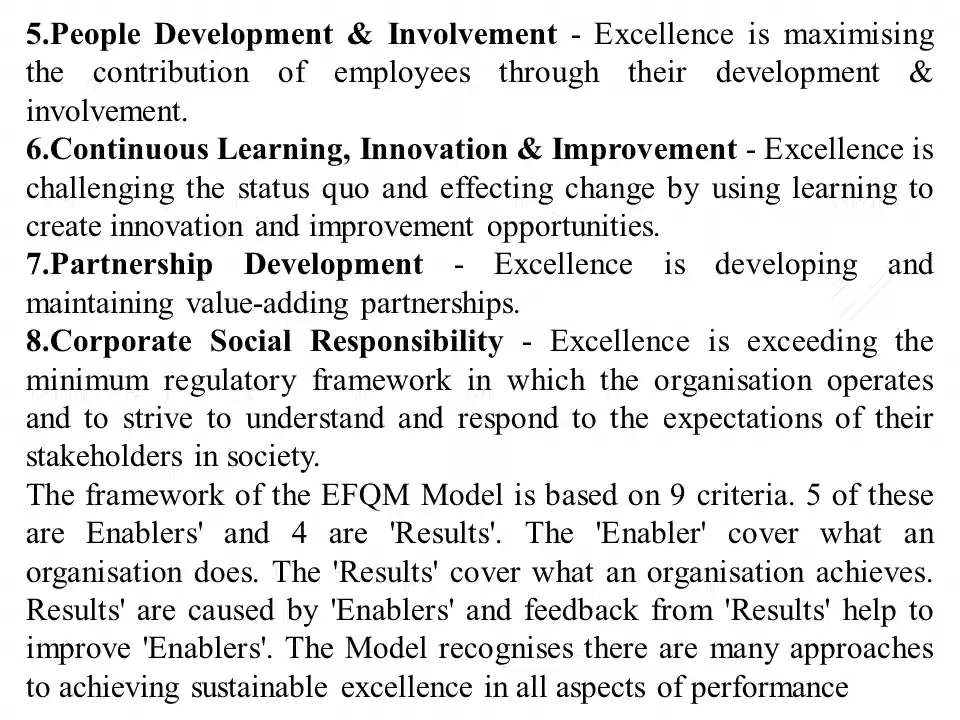 5.People Development & Involvement - Excellence is maximising
the contribution of employees through their development &
involvement.
6.Continuous Learning, Innovation & Improvement - Excellence is
challenging the status quo and effecting change by using learning to
create innovation and improvement opportunities.
7.Partnership Development - Excellence is developing and
maintaining value-adding partnerships.
8.Corporate Social Responsibility - Excellence is exceeding the
minimum regulatory framework in which the organisation operates
and to strive to understand and respond to the expectations of their
stakeholders in society.
The framework of the EFQM Model is based on 9 criteria. 5 of these
are Enablers' and 4 are 'Results'. The 'Enabler' cover what an
organisation does. The 'Results' cover what an organisation achieves.
Results' are caused by 'Enablers' and feedback from 'Results' help to
improve 'Enablers'. The Model recognises there are many approaches
to achieving sustainable excellence in all aspects of performance